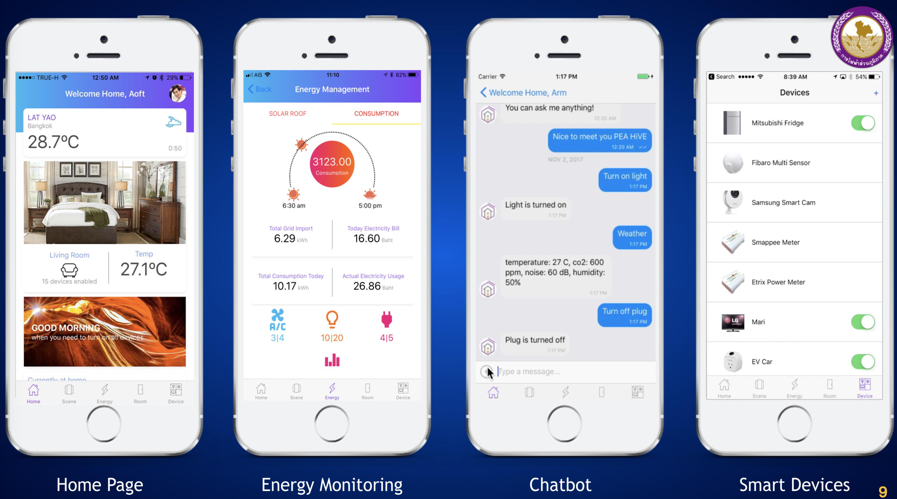 TRUE-H
12:50 AM
29%
Welcome Home, Aoft
LAT YAO
Bangkok
28.7ºC
0:50
Living Room
15 devices enabled
Temp
27.1ºC
GOOD MORNING
when you need to turn on all devices
Currently at home
Home
Scene
Energy
Room
Device
Home Page
AIS
11:10
82%
Back
Energy Management
SOLAR ROOF
CONSUMPTION
3123.00
Consumption
6:30 am
5:00 pm
Total Grid Import
6.29 kWh
Today Electricity Bill
16.60 Baht
Total Consumption Today
10.17 kWh
Actual Electricity Usage
26.86 Baht
A/C
3|4
10|20
4|5
Home
Scene
Energy
Room
Device
Energy Monitoring
Carrier
1:17 PM
Welcome Home, Arm
You can ask me anything!
12:20 AM
Nice to meet you PEA HiVE
12:20 AM
NOV 2, 2017
Turn on light
1:17 PM
Light is turned on
1:17 PM
Weather
1:17 PM
temperature: 27 C, co2: 600
ppm, noise: 60 dB, humidity:
50%
1:17 PM
Turn off plug
1:17 PM
Plug is turned off
1:17 PM
Type a message...
Chatbot
Search
8:39 AM
54%
Devices
+
Mitsubishi Fridge
Fibaro Multi Sensor
Samsung Smart Cam
Smappee Meter
Etrix Power Meter
LG
Mari
EV Car
Home
Scene
Energy
Room
Device
Smart Devices
9